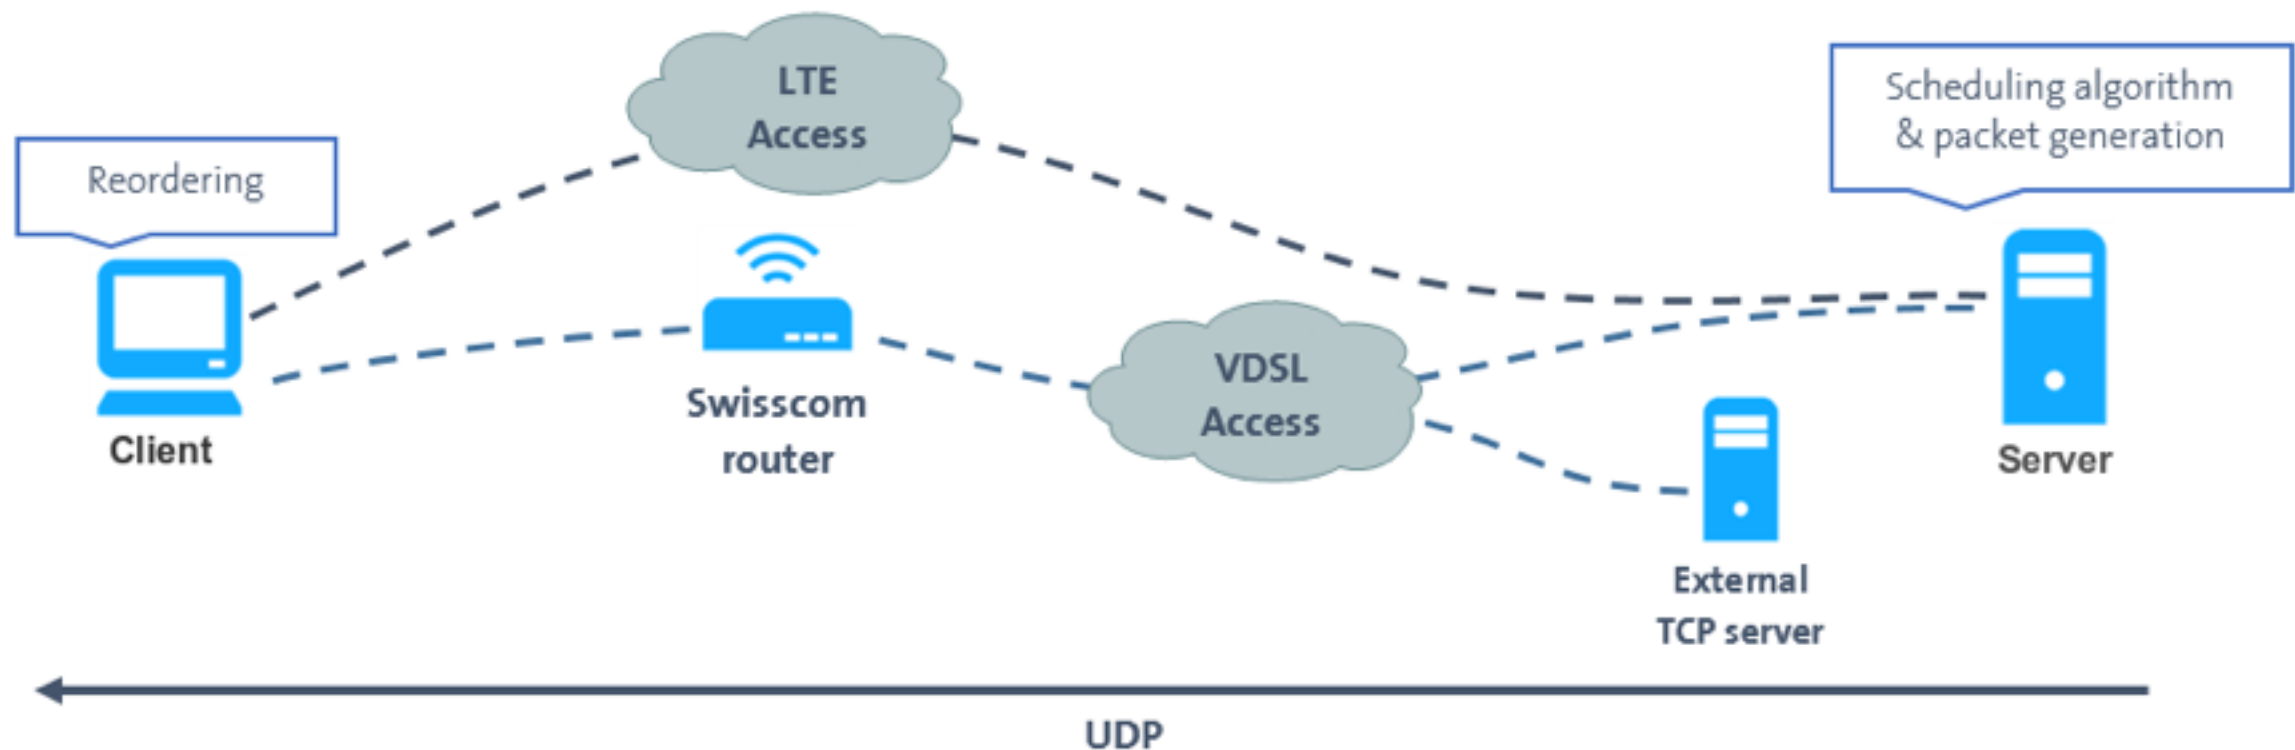 LTE
Access
Scheduling algorithm
& packet generation
Reordering
VDSL
Access
Swisscom
router
Client
Server
External
TCP server
UDP